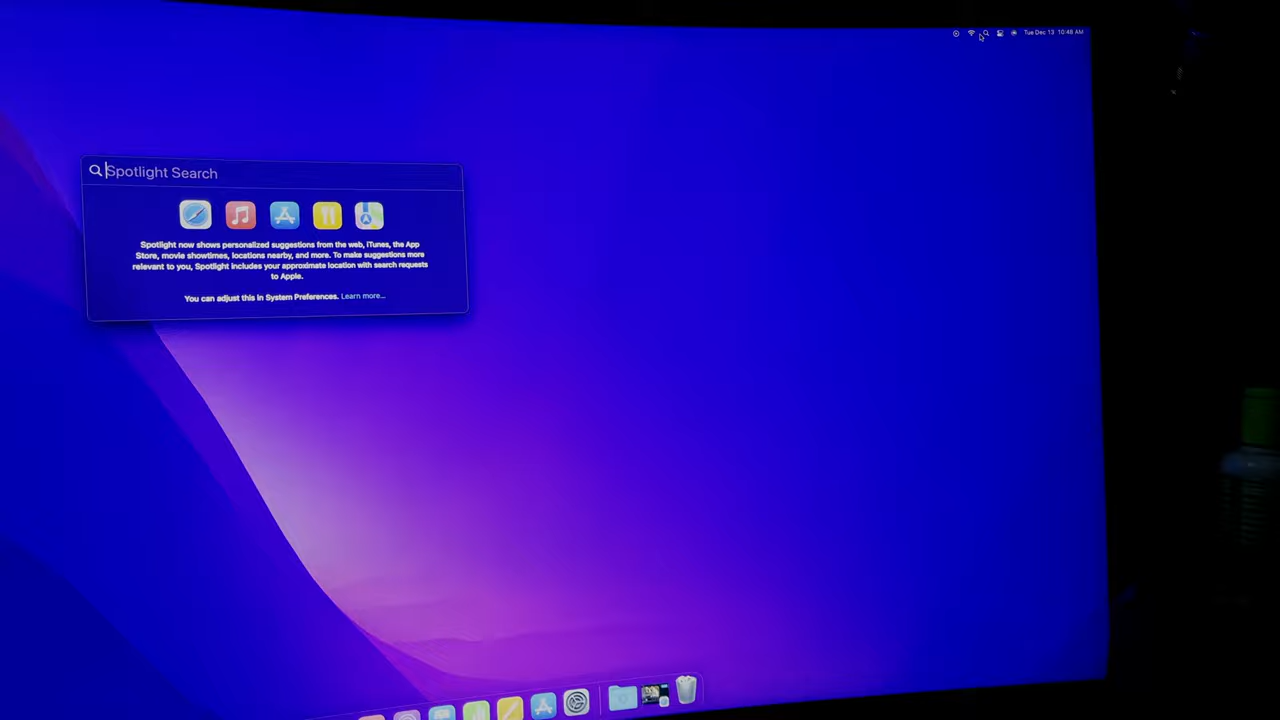 Tue Dec 13 10:48 AM
Spotlight Search
Spotlight now shows personalized suggestions from the web, iTunes, the App
Store, movie showtimes, locations nearby, and more. To make suggestions more
relevant to you, Spotlight includes your approximate location with search requests
to Apple.
You can adjust this in System Preferences. Learn more...